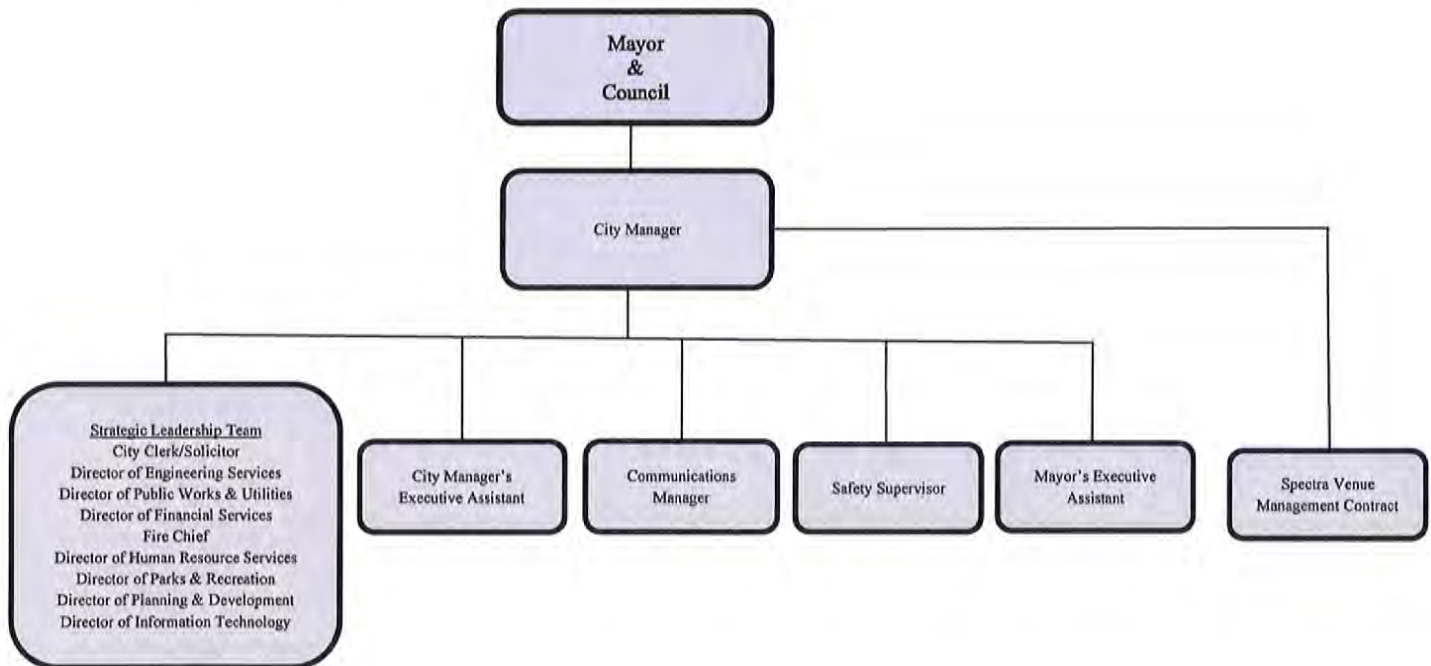 Mayor
&
Council
City Manager
Strategic Leadership Team
City Clerk/Solicitor
Director of Engineering Services
Director of Public Works & Utilities
Director of Financial Services
Fire Chief
Director of Human Resource Services
Director of Parks & Recreation
Director of Planning & Development
Director of Information Technology
City Manager's
Executive Assistant
Communications
Manager
Safety Supervisor
Mayor's Executive
Assistant
Spectra Venue
Management Contract